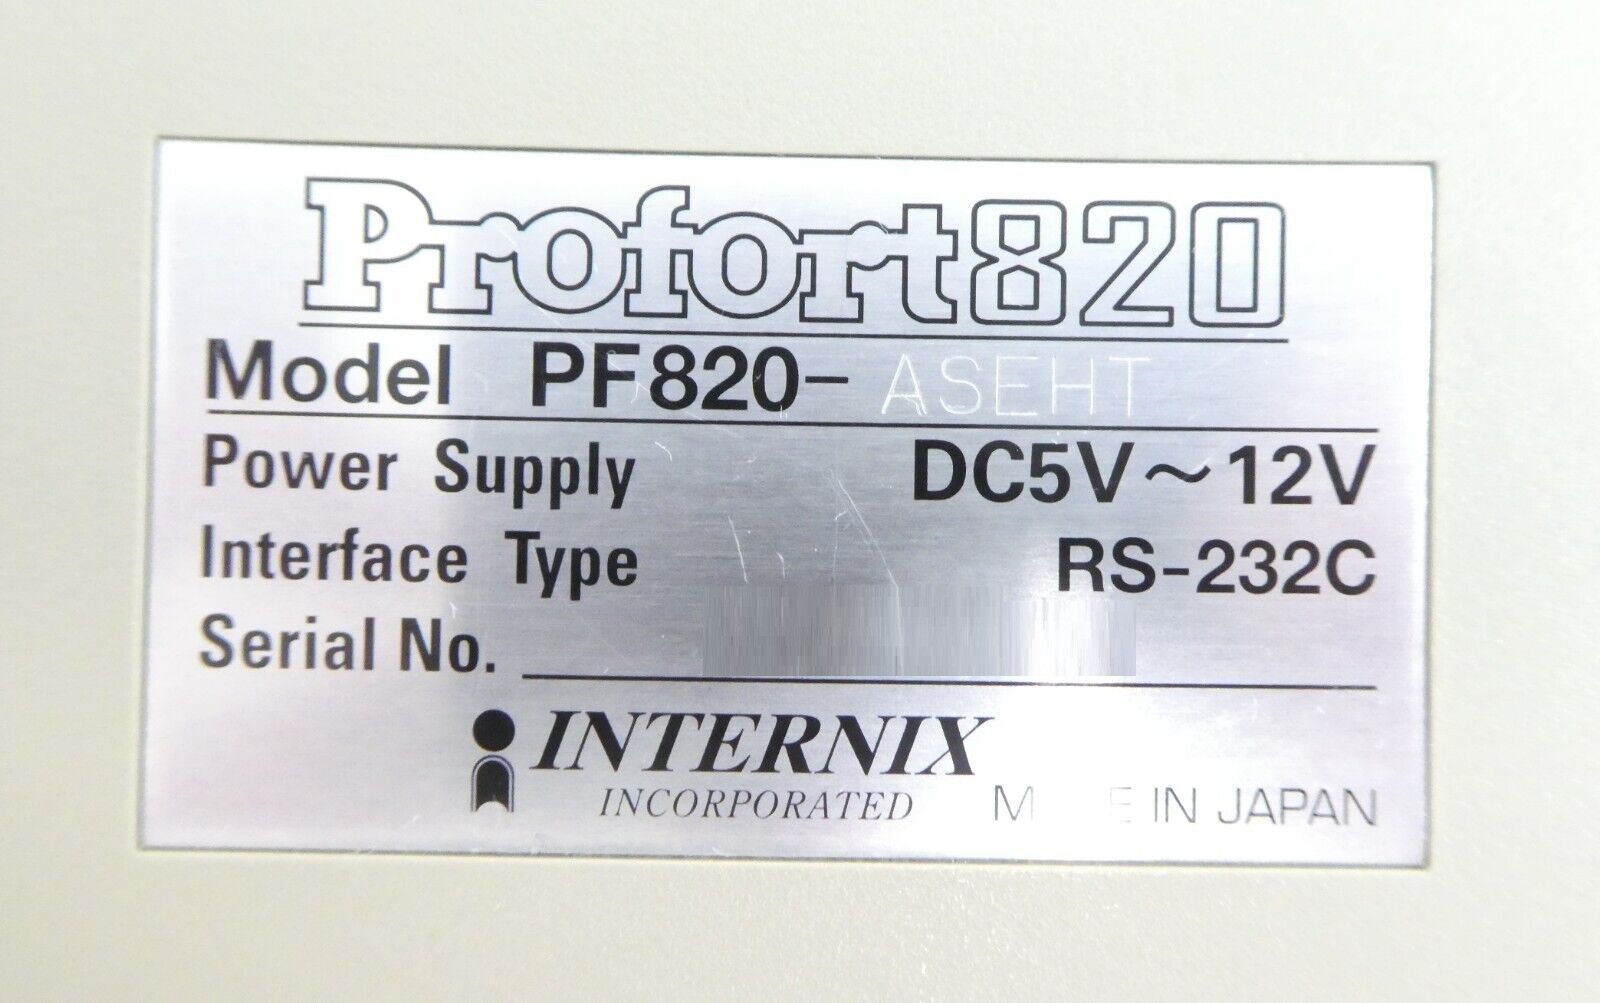 Profort820
Model PF820- ASEHT
Power Supply DC5V~12V
Interface Type RS-232C
Serial No.
INTERNIX
INCORPORATED
IN JAPAN